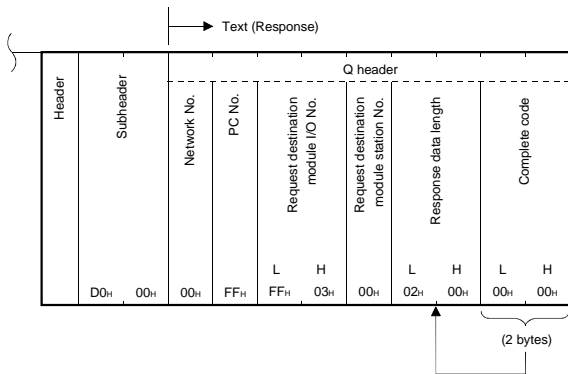 Text (Response)
Q header
Header
Subheader
Network No.
PC No.
Request destination
module I/O No.
Request destination
module station No.
Response data length
Complete code
L H L H L H
D0H 00H 00H FFH FFH 03H 00H 02H 00H 00H 00H
(2 bytes)